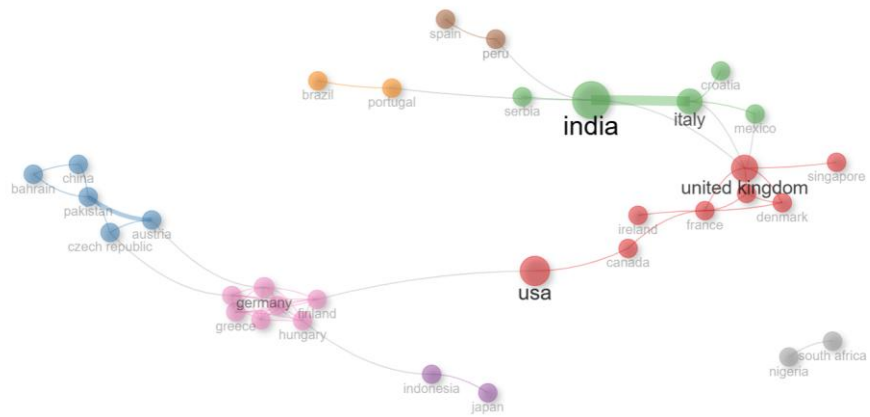 spain
peru
croatia
brazil
portugal
serbia
india
italy
mexico
china
bahrain
pakistan
united kingdom
singapore
denmark
france
ireland
austria
czech republic
canada
usa
germany
finland
greece
hungary
south africa
nigeria
indonesia
japan